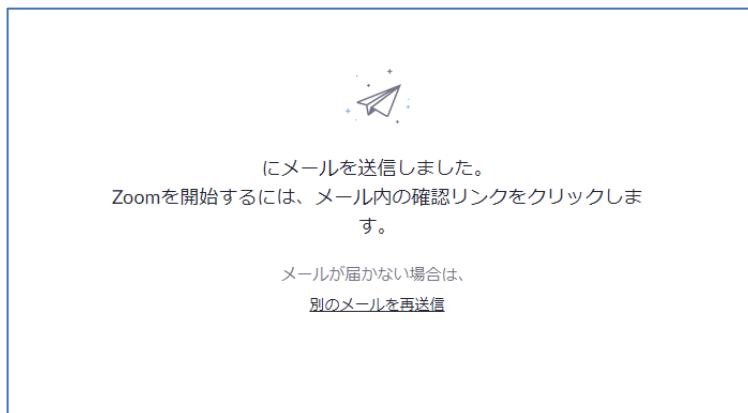 にメールを送信しました。
Zoomを開始するには、メール内の確認リンクをクリックしま
す。
メールが届かない場合は、
別のメールを再送信